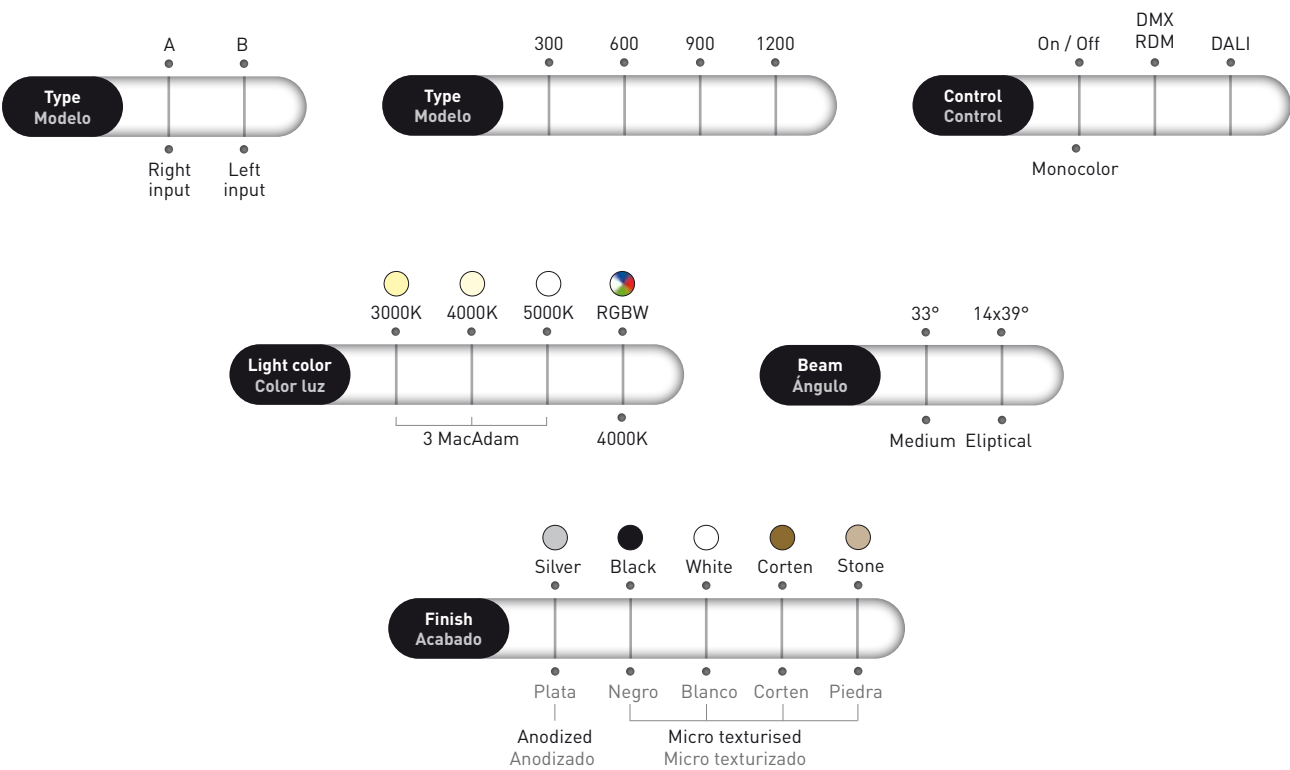 A B
Type
Modelo
Right
input
Left
input
300 600 900 1200
Type
Modelo
On / Off
DMX
RDM
DALI
Control
Control
Monocolor
3000K 4000K 5000K RGBW
Light color
Color luz
3 MacAdam
4000K
33° 14x39°
Beam
Ángulo
Medium Eliptical
Silver Black White Corten Stone
Finish
Acabado
Plata Negro Blanco Corten Piedra
Anodized
Anodizado
Micro texturised
Micro texturizado